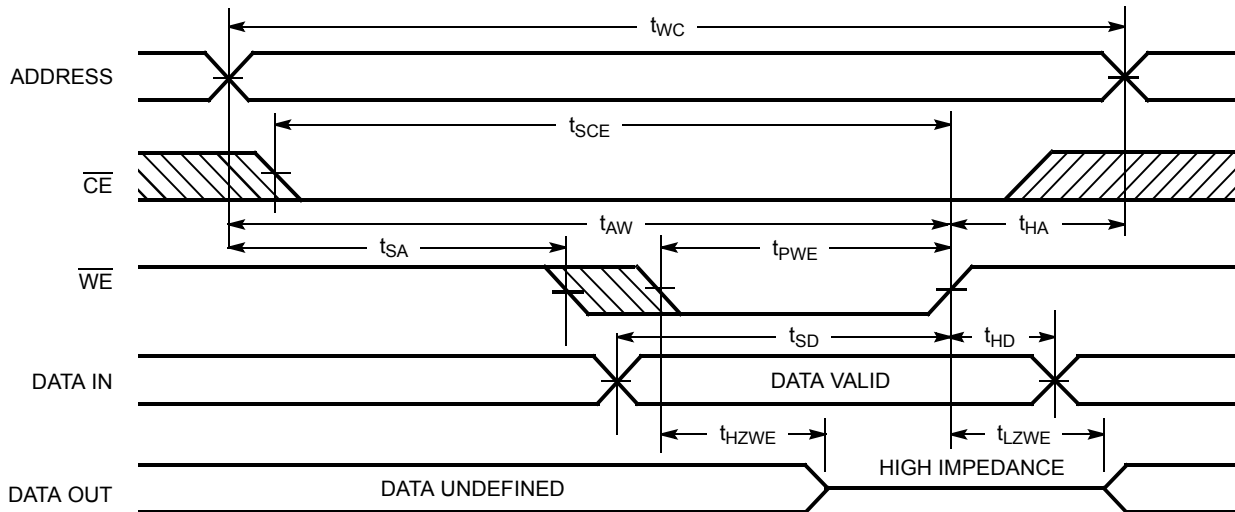 tWC
ADDRESS
tSCE
CE
tAW
tHA
tSA
tPWE
WE
tSD
tHD
DATA IN
DATA VALID
tHZWE
tLZWE
HIGH IMPEDANCE
DATA OUT
DATA UNDEFINED